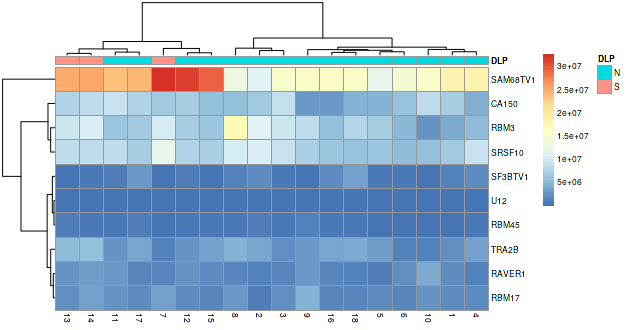 DLP
SAM68TV1
CA150
RBM3
SRSF10
SF3BTV1
U12
RBM45
TRA2B
RAVER1
RBM17
13 14 11 17 7 12 15 8 2 3 9 16 18 5 6 10 1 4
3e+07
2.5e+07
2e+07
1.5e+07
1e+07
5e+06
DLP
N
S